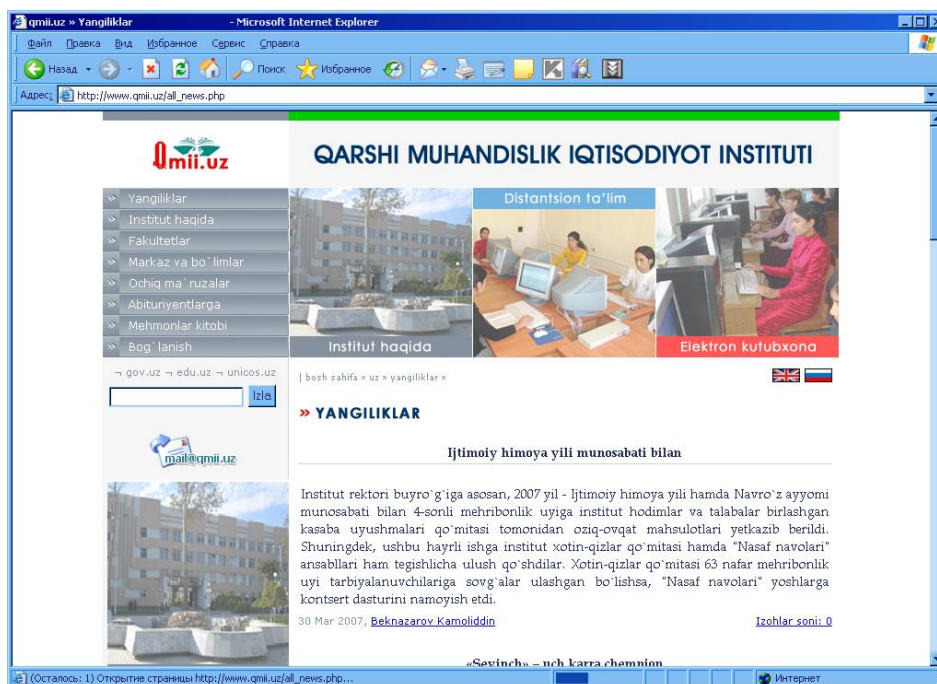 qmii.uz » Yangiliklar - Microsoft Internet Explorer
Файл Правка Вид Избранное Сервис Справка
Назад Поиск Избранное
Адрес: http://www.qmii.uz/all_news.php
Qmii.uz
QARSHI MUHANDISLIK IQTISODIYOT INSTITUTI
» Yangiliklar
» Institut haqida
» Fakultetlar
» Markaz va bo`limlar
» Ochiq ma`ruzalar
» Abituriyentlarga
» Mehmonlar kitobi
» Bog`lanish
Institut haqida
Distantsion ta'lim
Elektron kutubxona
¬ gov.uz ¬ edu.uz ¬ unicos.uz
Izla
mail@qmii.uz
| bosh sahifa » uz » yangiliklar »
» YANGILIKLAR
Ijtimoiy himoya yili munosabati bilan
Institut rektori buyro`g`iga asosan, 2007 yil - Ijtimoiy himoya yili hamda Navro`z ayyomi
munosabati bilan 4-sonli mehribonlik uyiga institut hodimlar va talabalar birlashgan
kasaba uyushmalari qo`mitasi tomonidan oziq-ovqat mahsulotlari yetkazib berildi.
Shuningdek, ushbu hayrli ishga institut xotin-qizlar qo`mitasi hamda "Nasaf navolari"
ansabllari ham tegishlicha ulush qo`shdilar. Xotin-qizlar qo`mitasi 63 nafar mehribonlik
uyi tarbiyalanuvchilariga sovg`alar ulashgan bo`lishsa, "Nasaf navolari" yoshlarga
kontsert dasturini namoyish etdi.
30 Mar 2007, Beknazarov Kamoliddin Izohlar soni: 0
«Sevinch» – uch karra chempion
(Осталось: 1) Открытие страницы http://www.qmii.uz/all_news.php... Интернет